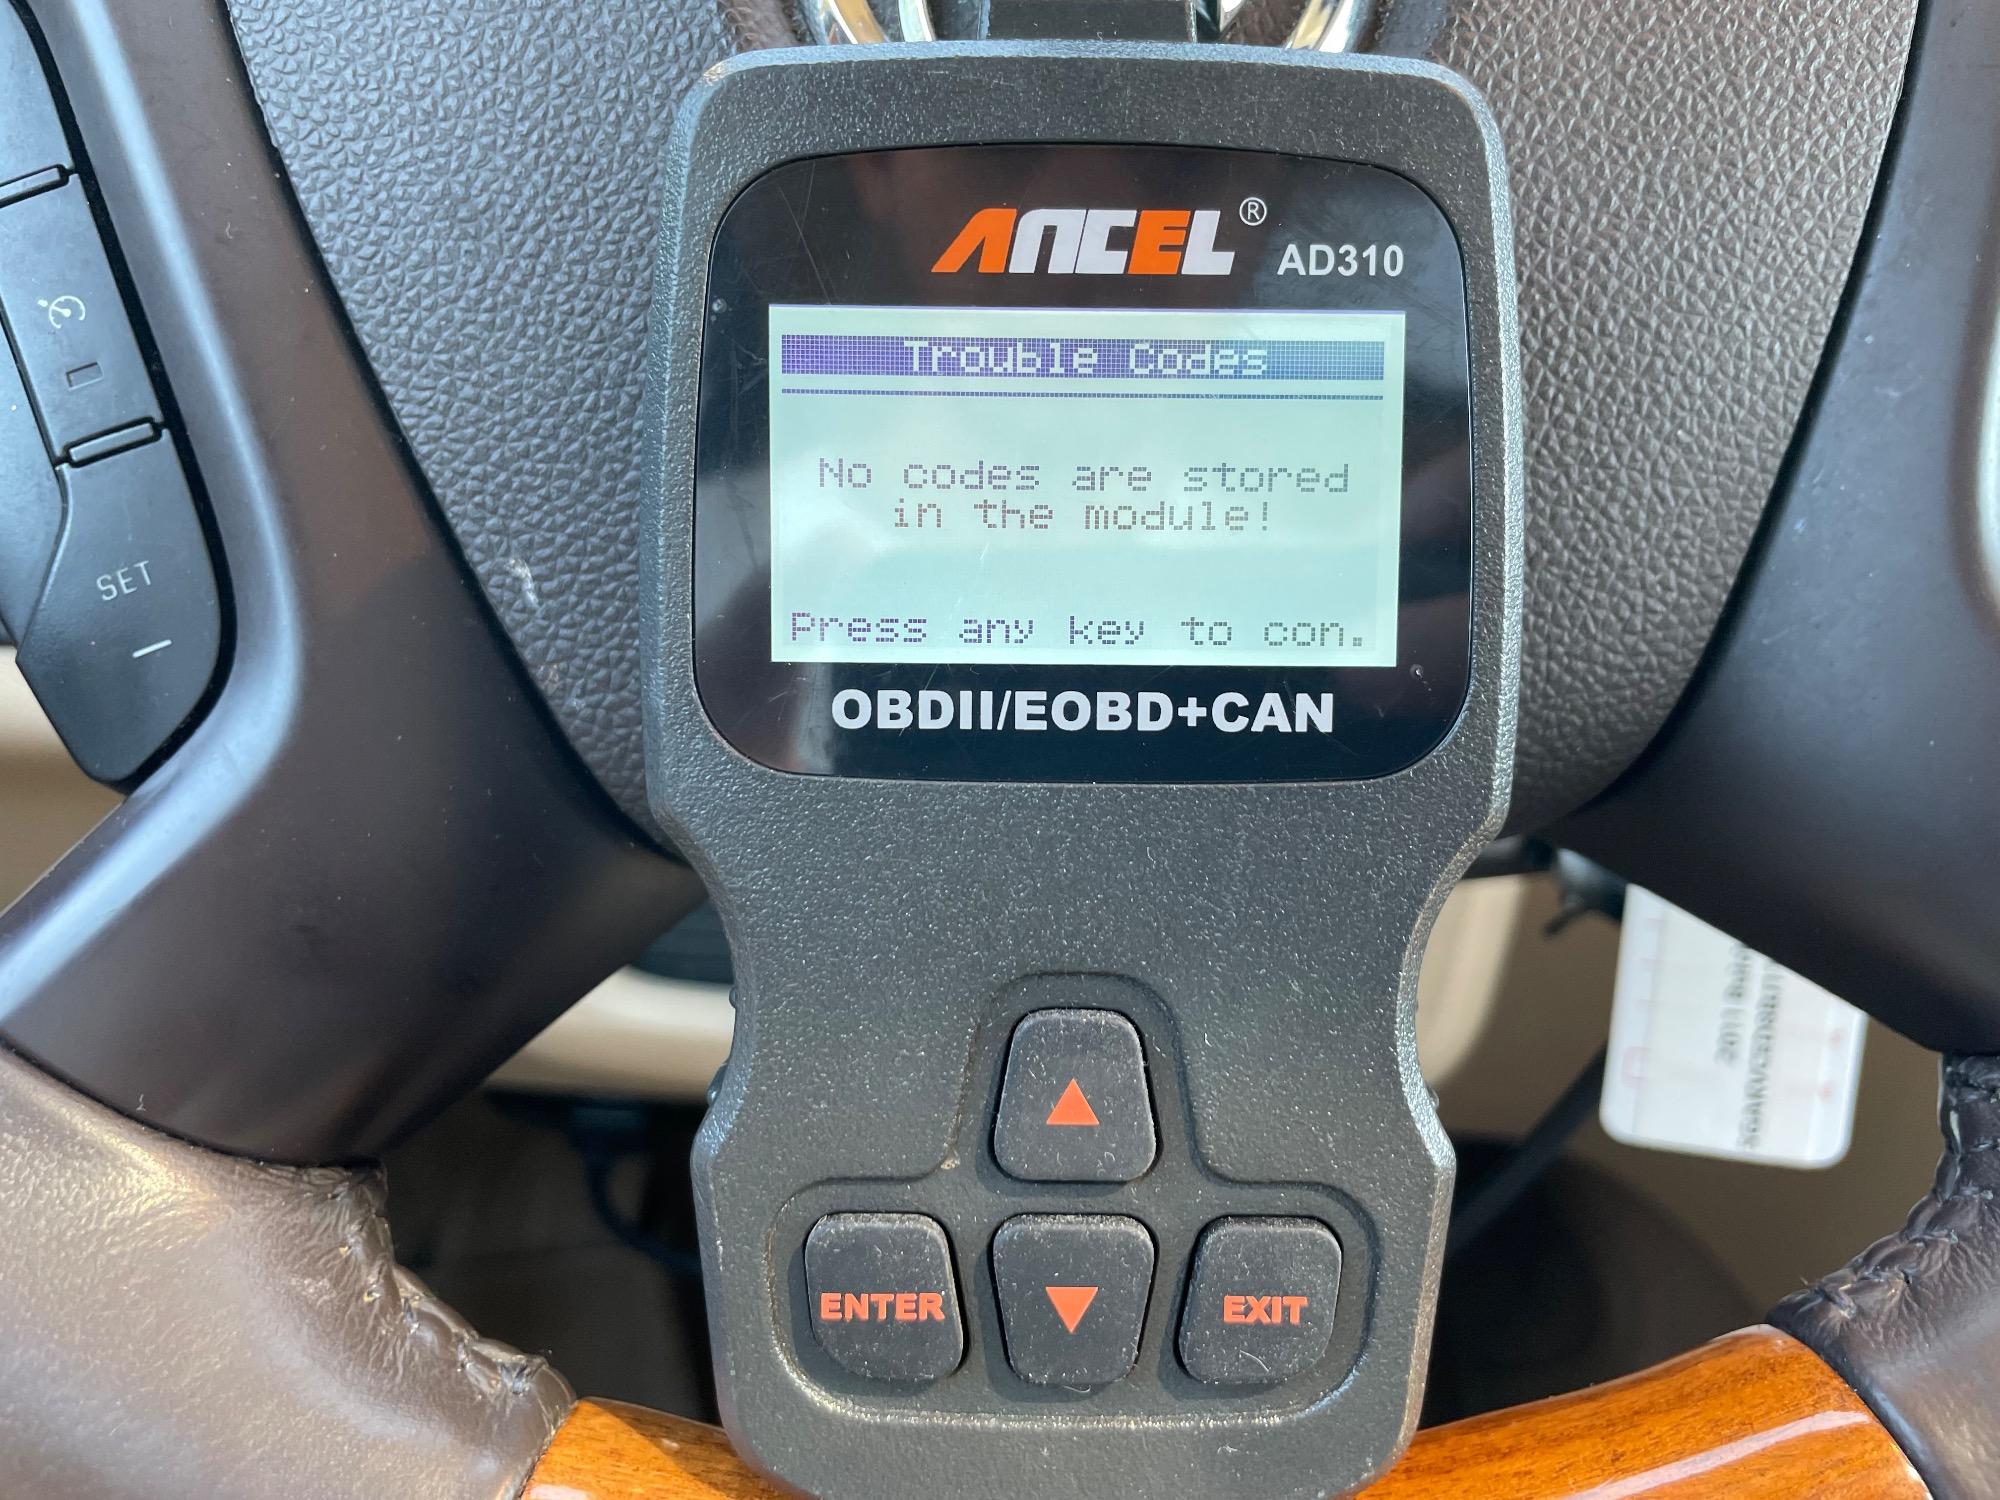 ANCEL®
AD310
Trouble Codes
No codes are stored
in the module!
Press any key to con.
OBDII/EOBD+CAN
SET
ENTER
EXIT